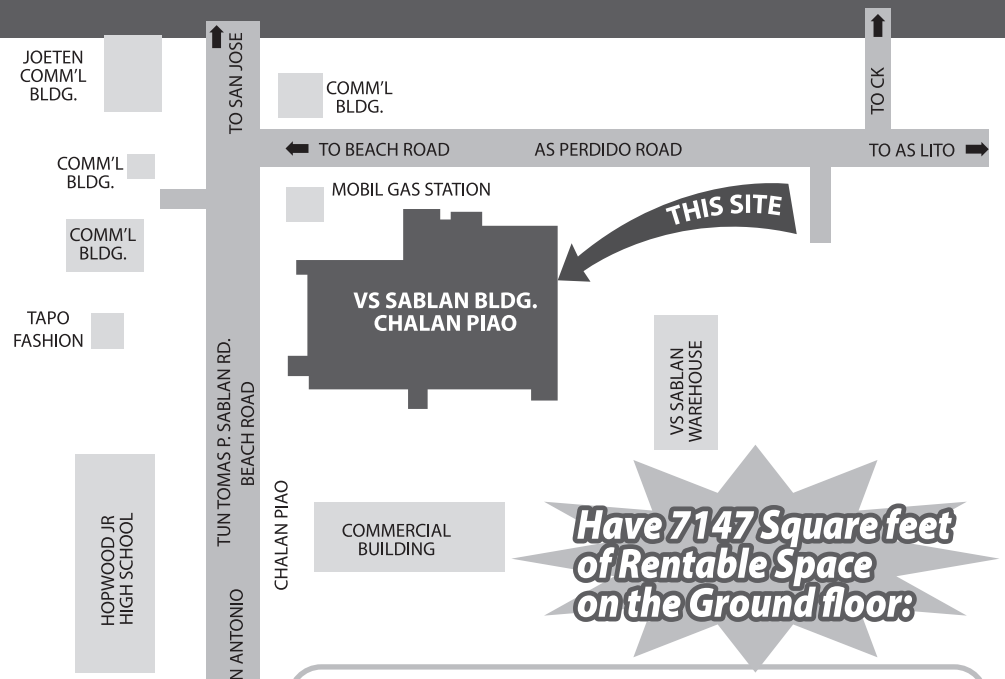 JOETEN
COMM'L
BLDG.
TO SAN JOSE
COMM'L
BLDG.
TO CK
TO BEACH ROAD
AS PERDIDO ROAD
TO AS LITO
COMM'L
BLDG.
MOBIL GAS STATION
THIS SITE
COMM'L
BLDG.
VS SABLAN BLDG.
CHALAN PIAO
TAPO
FASHION
TUN TOMAS P. SABLAN RD.
BEACH ROAD
VS SABLAN
WAREHOUSE
CHALAN PIAO
HOPWOOD JR
HIGH SCHOOL
COMMERCIAL
BUILDING
Have 7147 Square feet
of Rentable Space
on the Ground floor:
N ANTONIO